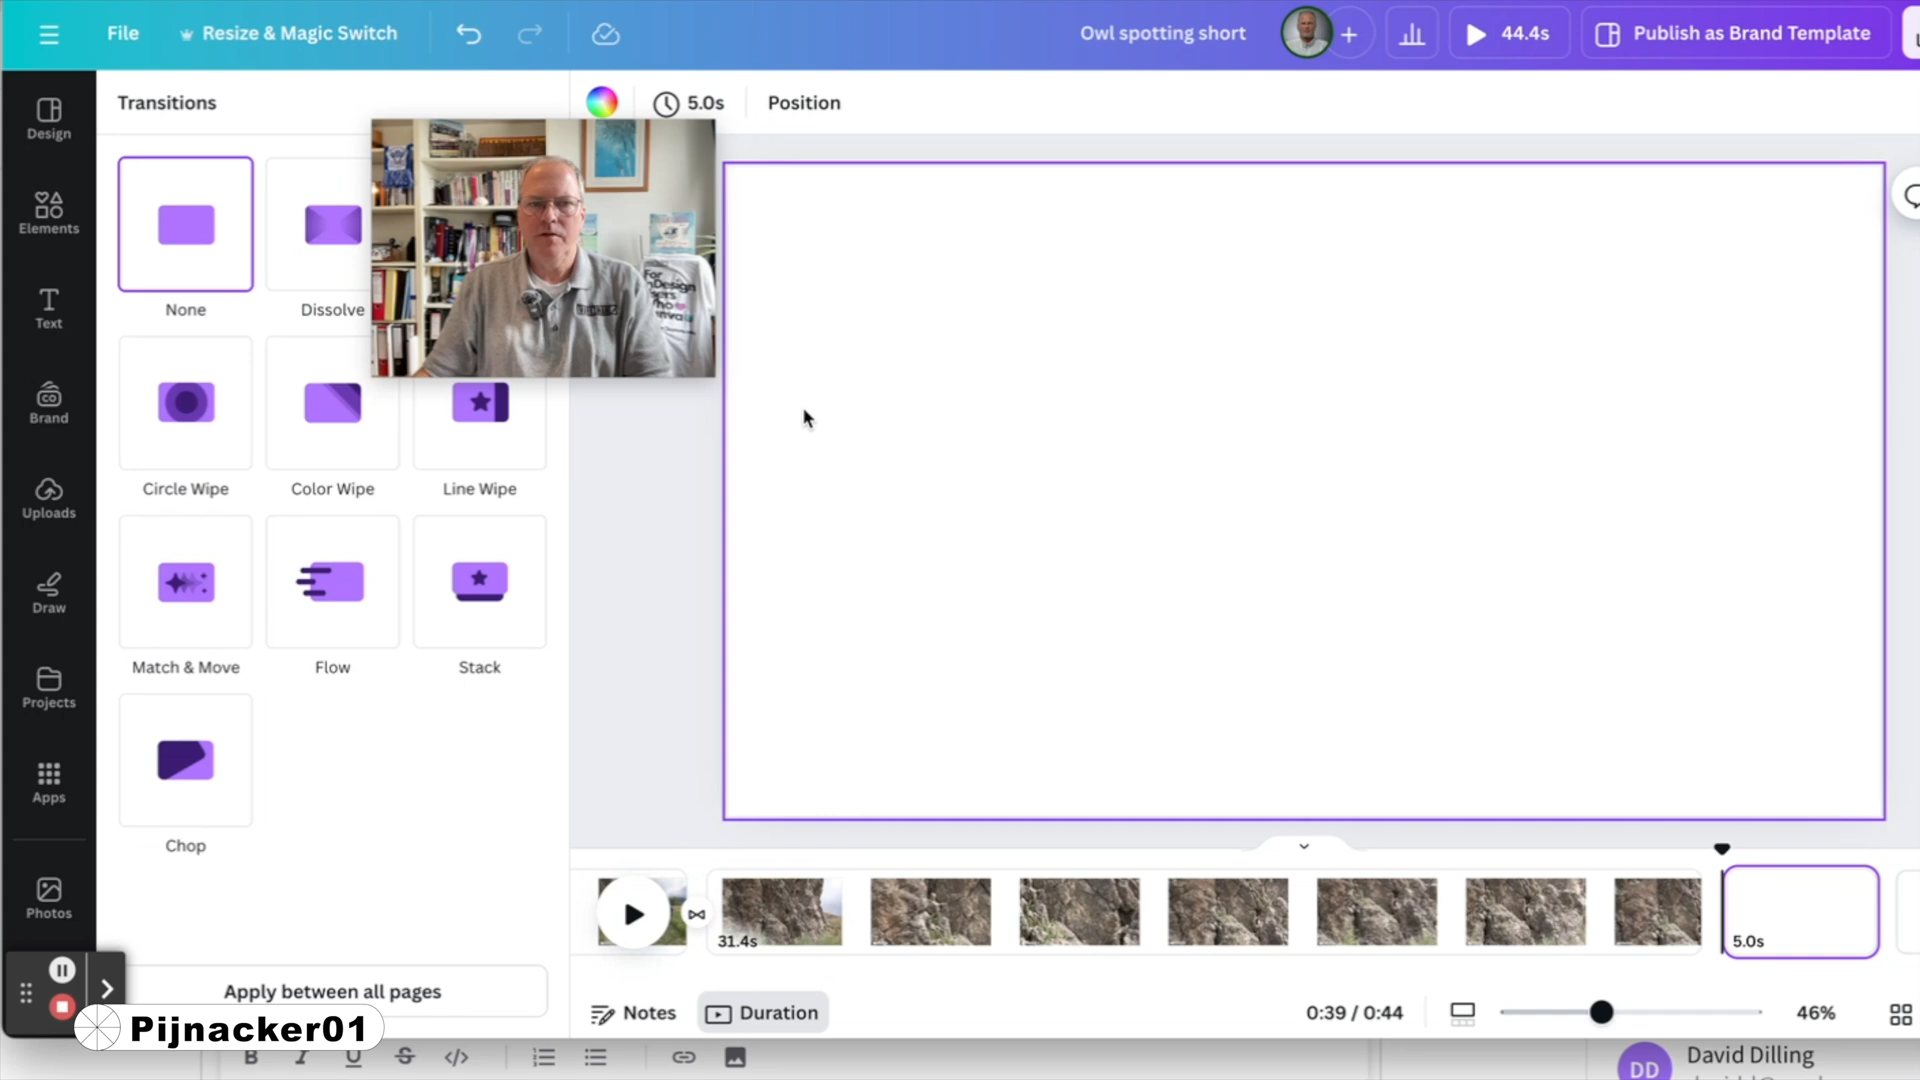 File
Resize & Magic Switch
Owl spotting short
+
44.4s
Publish as Brand Template
Design
Elements
Text
Brand
Uploads
Draw
Projects
Apps
Photos
Transitions
5.0s
Position
None
Dissolve
Circle Wipe
Color Wipe
Line Wipe
Match & Move
Flow
Stack
Chop
Apply between all pages
For
31.4s
5.0s
Notes
Duration
0:39 / 0:44
46%
Pijnacker01
B I U S </>
DD
David Dilling